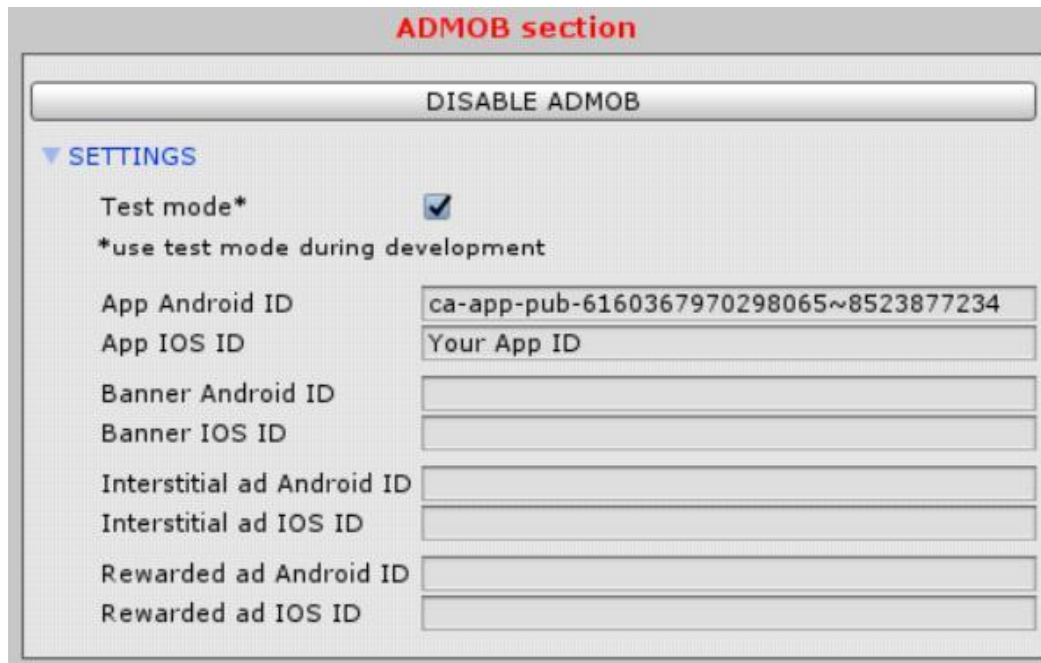 ADMOB section
DISABLE ADMOB
SETTINGS
Test mode*
*use test mode during development
App Android ID ca-app-pub-6160367970298065~8523877234
App IOS ID Your App ID
Banner Android ID
Banner IOS ID
Interstitial ad Android ID
Interstitial ad IOS ID
Rewarded ad Android ID
Rewarded ad IOS ID